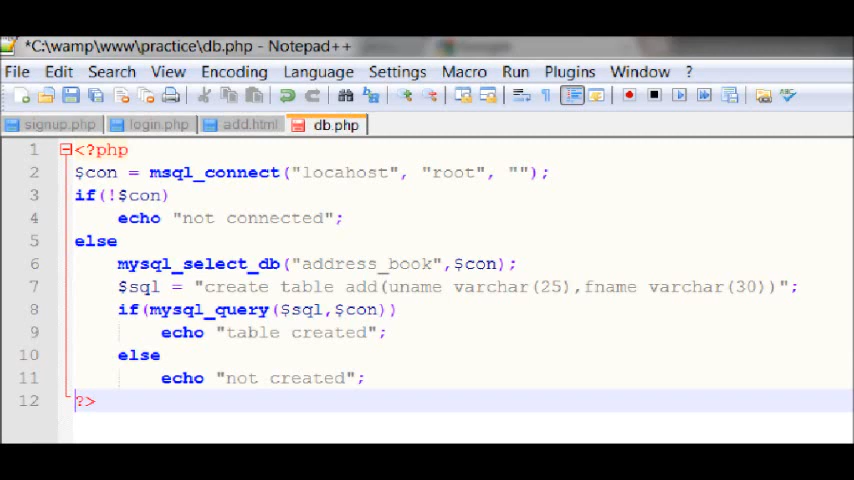 *C:\wamp\www\practice\db.php - Notepad++
File Edit Search View Encoding Language Settings Macro Run Plugins Window ?
signup.php login.php add.html db.php
1 <?php
2 $con = msql_connect("locahost", "root", "");
3 if(!$con)
4 echo "not connected";
5 else
6 mysql_select_db("address_book",$con);
7 $sql = "create table add(uname varchar(25),fname varchar(30))";
8 if(mysql_query($sql,$con))
9 echo "table created";
10 else
11 echo "not created";
12 ?>